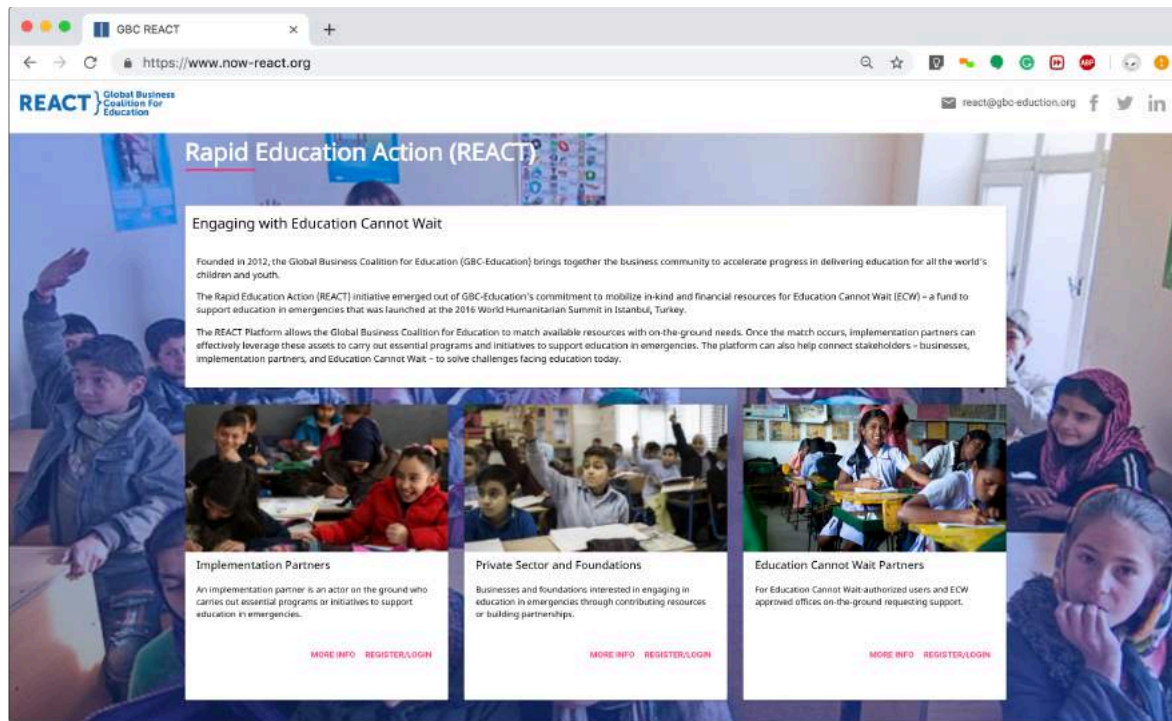 GBC REACT
https://www.now-react.org
ABP
REACT
Global Business
Coalition For
Education
react@gbc-eduction.org
Rapid Education Action (REACT)
Engaging with Education Cannot Wait
Founded in 2012, the Global Business Coalition for Education (GBC-Education) brings together the business community to accelerate progress in delivering education for all the world's
children and youth.
The Rapid Education Action (REACT) initiative emerged out of GBC-Education's commitment to mobilize in-kind and financial resources for Education Cannot Wait (ECW) – a fund to
support education in emergencies that was launched at the 2016 World Humanitarian Summit in Istanbul, Turkey.
The REACT Platform allows the Global Business Coalition for Education to match available resources with on-the-ground needs. Once the match occurs, implementation partners can
effectively leverage these assets to carry out essential programs and initiatives to support education in emergencies. The platform can also help connect stakeholders – businesses,
implementation partners, and Education Cannot Wait – to solve challenges facing education today.
Implementation Partners
An implementation partner is an actor on the ground who
carries out essential programs or initiatives to support
education in emergencies.
MORE INFO REGISTER/LOGIN
Private Sector and Foundations
Businesses and foundations interested in engaging in
education in emergencies through contributing resources
or building partnerships.
MORE INFO REGISTER/LOGIN
Education Cannot Wait Partners
For Education Cannot Wait-authorized users and ECW
approved offices on-the-ground requesting support.
MORE INFO REGISTER/LOGIN